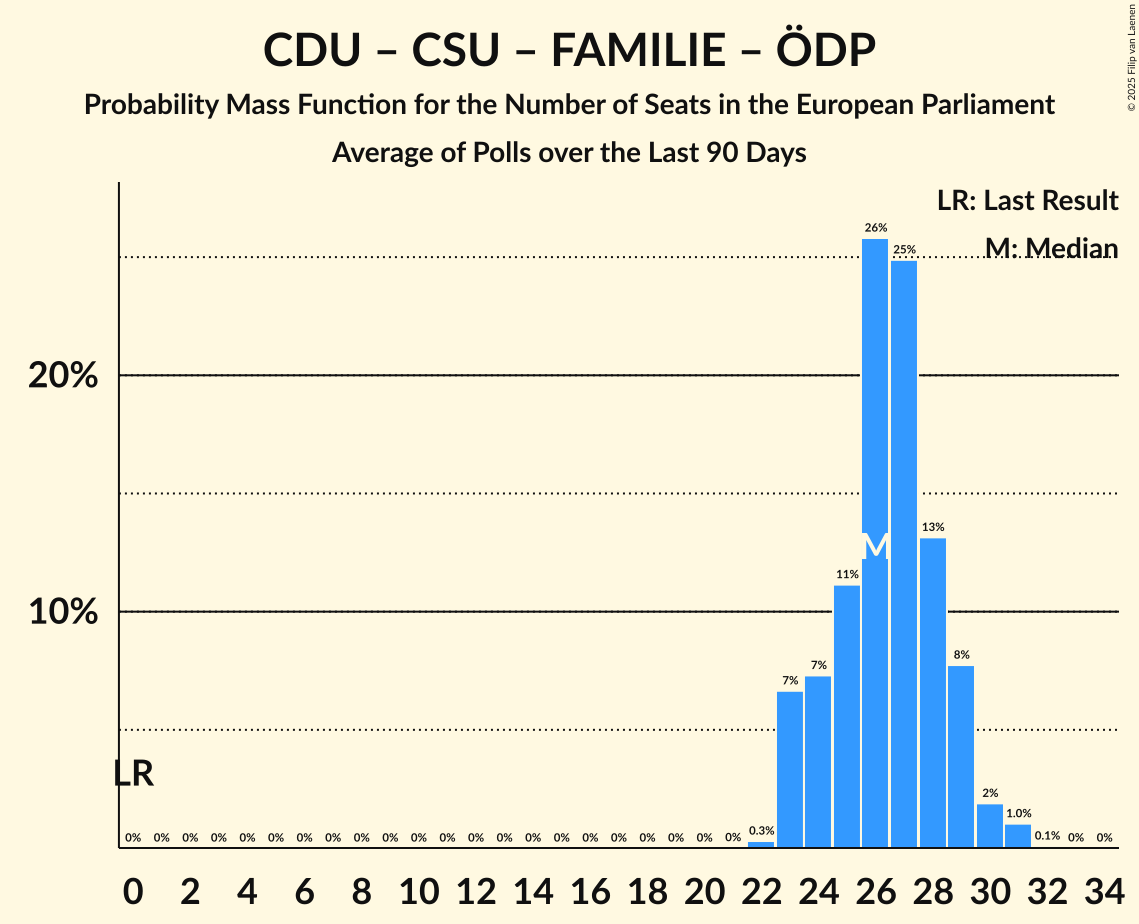 CDU – CSU – FAMILIE – ÖDP
Probability Mass Function for the Number of Seats in the European Parliament
Average of Polls over the Last 90 Days
© 2025 Filip van Laenen
LR: Last Result
M: Median
26%
25%
20%
13%
M
11%
10%
8%
7%
7%
LR
2%
1.0%
0% 0% 0% 0% 0% 0% 0% 0% 0% 0% 0% 0% 0% 0% 0% 0% 0% 0% 0% 0% 0% 0% 0.3% 0.1% 0% 0%
0 2 4 6 8 10 12 14 16 18 20 22 24 26 28 30 32 34